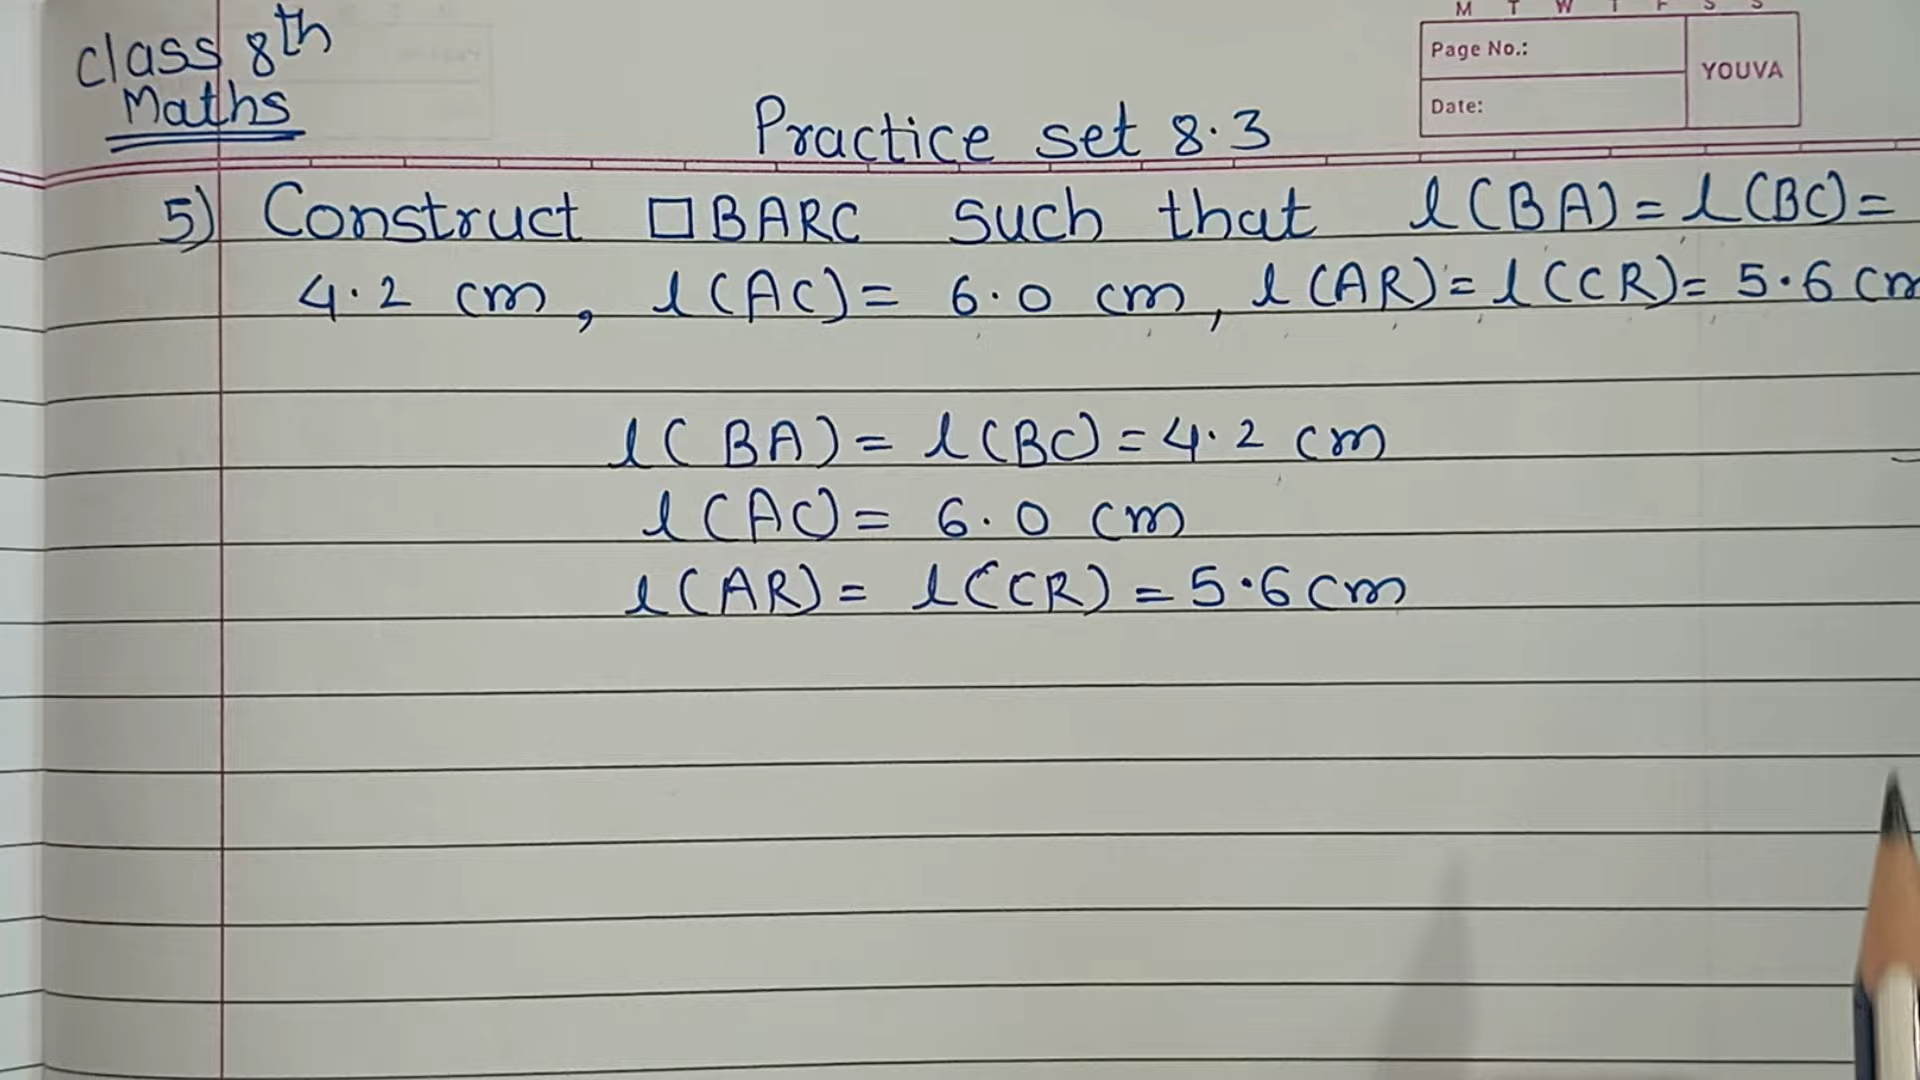 class 8th
Maths
M T W T F S S
Page No.:
YOUVA
Date:
Practice set 8.3
5) Construct □BARC such that l(BA) = l(BC) =
4.2 cm, l(AC) = 6.0 cm, l(AR) = l(CR) = 5.6 cm
l(BA) = l(BC) = 4.2 cm
l(AC) = 6.0 cm
l(AR) = l(CR) = 5.6 cm